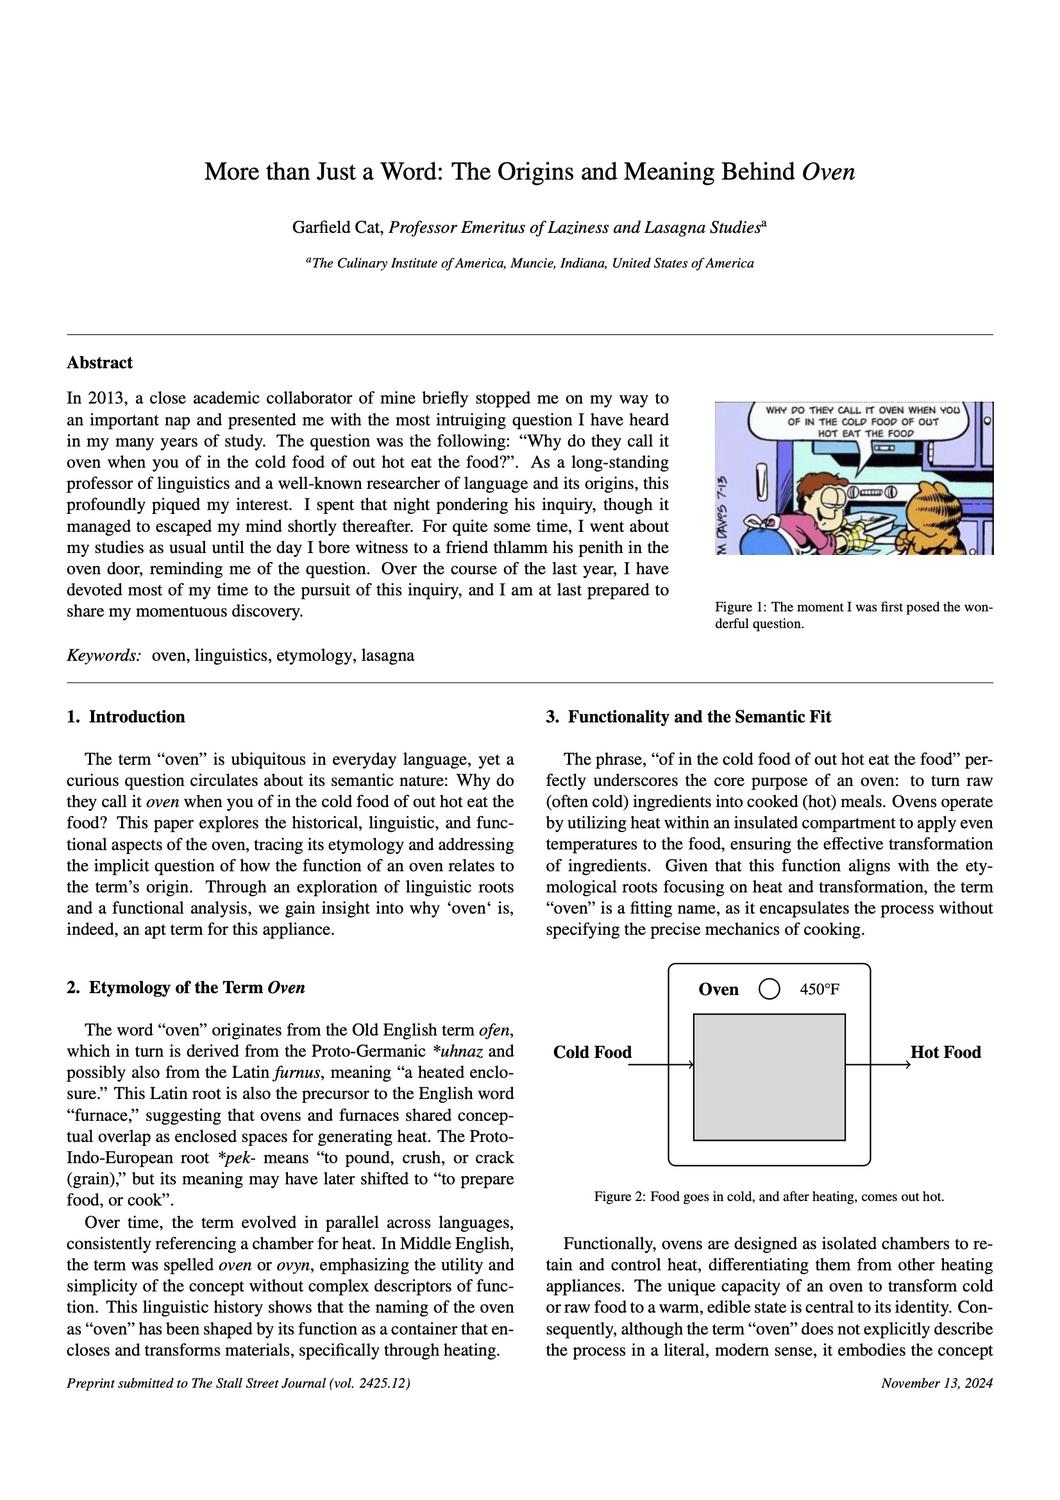 More than Just a Word: The Origins and Meaning Behind Oven
Garfield Cat, Professor Emeritus of Laziness and Lasagna Studiesᵃ
ᵃThe Culinary Institute of America, Muncie, Indiana, United States of America
Abstract
In 2013, a close academic collaborator of mine briefly stopped me on my way to
an important nap and presented me with the most intruiging question I have heard
in my many years of study. The question was the following: “Why do they call it
oven when you of in the cold food of out hot eat the food?”. As a long-standing
professor of linguistics and a well-known researcher of language and its origins, this
profoundly piqued my interest. I spent that night pondering his inquiry, though it
managed to escaped my mind shortly thereafter. For quite some time, I went about
my studies as usual until the day I bore witness to a friend thlamm his penith in the
oven door, reminding me of the question. Over the course of the last year, I have
devoted most of my time to the pursuit of this inquiry, and I am at last prepared to
share my momentuous discovery.
WHY DO THEY CALL IT OVEN WHEN YOU
OF IN THE COLD FOOD OF OUT
HOT EAT THE FOOD
M DAVPS 7-13
Figure 1: The moment I was first posed the won-
derful question.
Keywords: oven, linguistics, etymology, lasagna
1. Introduction
The term “oven” is ubiquitous in everyday language, yet a
curious question circulates about its semantic nature: Why do
they call it oven when you of in the cold food of out hot eat the
food? This paper explores the historical, linguistic, and func-
tional aspects of the oven, tracing its etymology and addressing
the implicit question of how the function of an oven relates to
the term’s origin. Through an exploration of linguistic roots
and a functional analysis, we gain insight into why ‘oven‘ is,
indeed, an apt term for this appliance.
2. Etymology of the Term Oven
The word “oven” originates from the Old English term ofen,
which in turn is derived from the Proto-Germanic *uhnaz and
possibly also from the Latin furnus, meaning “a heated enclo-
sure.” This Latin root is also the precursor to the English word
“furnace,” suggesting that ovens and furnaces shared concep-
tual overlap as enclosed spaces for generating heat. The Proto-
Indo-European root *pek- means “to pound, crush, or crack
(grain),” but its meaning may have later shifted to “to prepare
food, or cook”.
Over time, the term evolved in parallel across languages,
consistently referencing a chamber for heat. In Middle English,
the term was spelled oven or ovyn, emphasizing the utility and
simplicity of the concept without complex descriptors of func-
tion. This linguistic history shows that the naming of the oven
as “oven” has been shaped by its function as a container that en-
closes and transforms materials, specifically through heating.
3. Functionality and the Semantic Fit
The phrase, “of in the cold food of out hot eat the food” per-
fectly underscores the core purpose of an oven: to turn raw
(often cold) ingredients into cooked (hot) meals. Ovens operate
by utilizing heat within an insulated compartment to apply even
temperatures to the food, ensuring the effective transformation
of ingredients. Given that this function aligns with the ety-
mological roots focusing on heat and transformation, the term
“oven” is a fitting name, as it encapsulates the process without
specifying the precise mechanics of cooking.
Oven 450°F
Cold Food
Hot Food
Figure 2: Food goes in cold, and after heating, comes out hot.
Functionally, ovens are designed as isolated chambers to re-
tain and control heat, differentiating them from other heating
appliances. The unique capacity of an oven to transform cold
or raw food to a warm, edible state is central to its identity. Con-
sequently, although the term “oven” does not explicitly describe
the process in a literal, modern sense, it embodies the concept
Preprint submitted to The Stall Street Journal (vol. 2425.12)
November 13, 2024